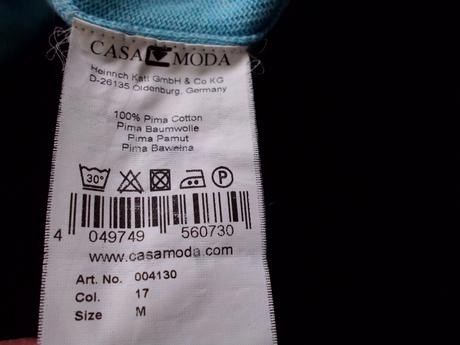 CASA MODA
Heinrich Katt GmbH & Co KG
D-26135 Oldenburg, Germany
100% Pima Cotton
Pima Baumwolle
Pima Pamut
Pima Bawełna
30°
P
4 049749 560730
www.casamoda.com
Art. No. 004130
Col. 17
Size M